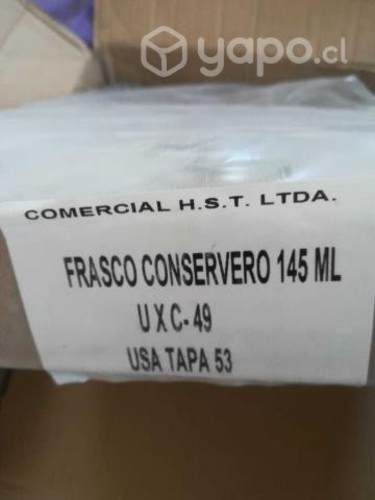 yapo.cl
COMERCIAL H.S.T. LTDA.
FRASCO CONSERVERO 145 ML
U X C- 49
USA TAPA 53